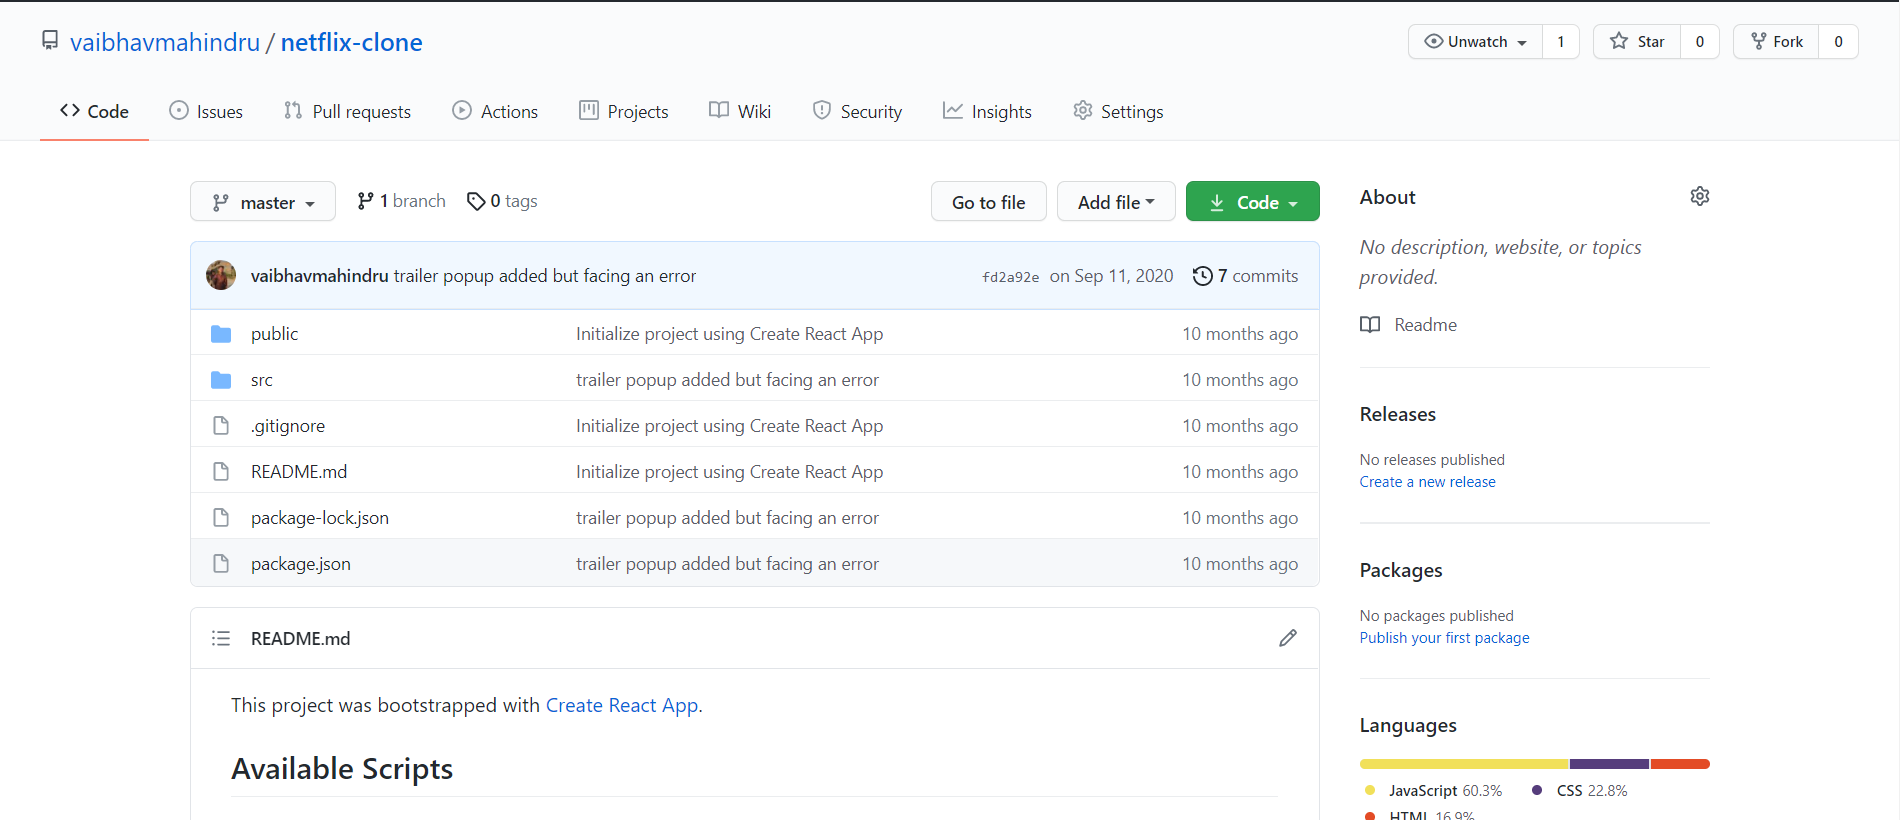 vaibhavmahindru / netflix-clone
Unwatch 1 Star 0 Fork 0
Code Issues Pull requests Actions Projects Wiki Security Insights Settings
master 1 branch 0 tags Go to file Add file Code
vaibhavmahindru trailer popup added but facing an error fd2a92e on Sep 11, 2020 7 commits
public Initialize project using Create React App 10 months ago
src trailer popup added but facing an error 10 months ago
.gitignore Initialize project using Create React App 10 months ago
README.md Initialize project using Create React App 10 months ago
package-lock.json trailer popup added but facing an error 10 months ago
package.json trailer popup added but facing an error 10 months ago
README.md
This project was bootstrapped with Create React App.
Available Scripts
About
No description, website, or topics
provided.
Readme
Releases
No releases published
Create a new release
Packages
No packages published
Publish your first package
Languages
JavaScript 60.3% CSS 22.8%
HTML 16.9%